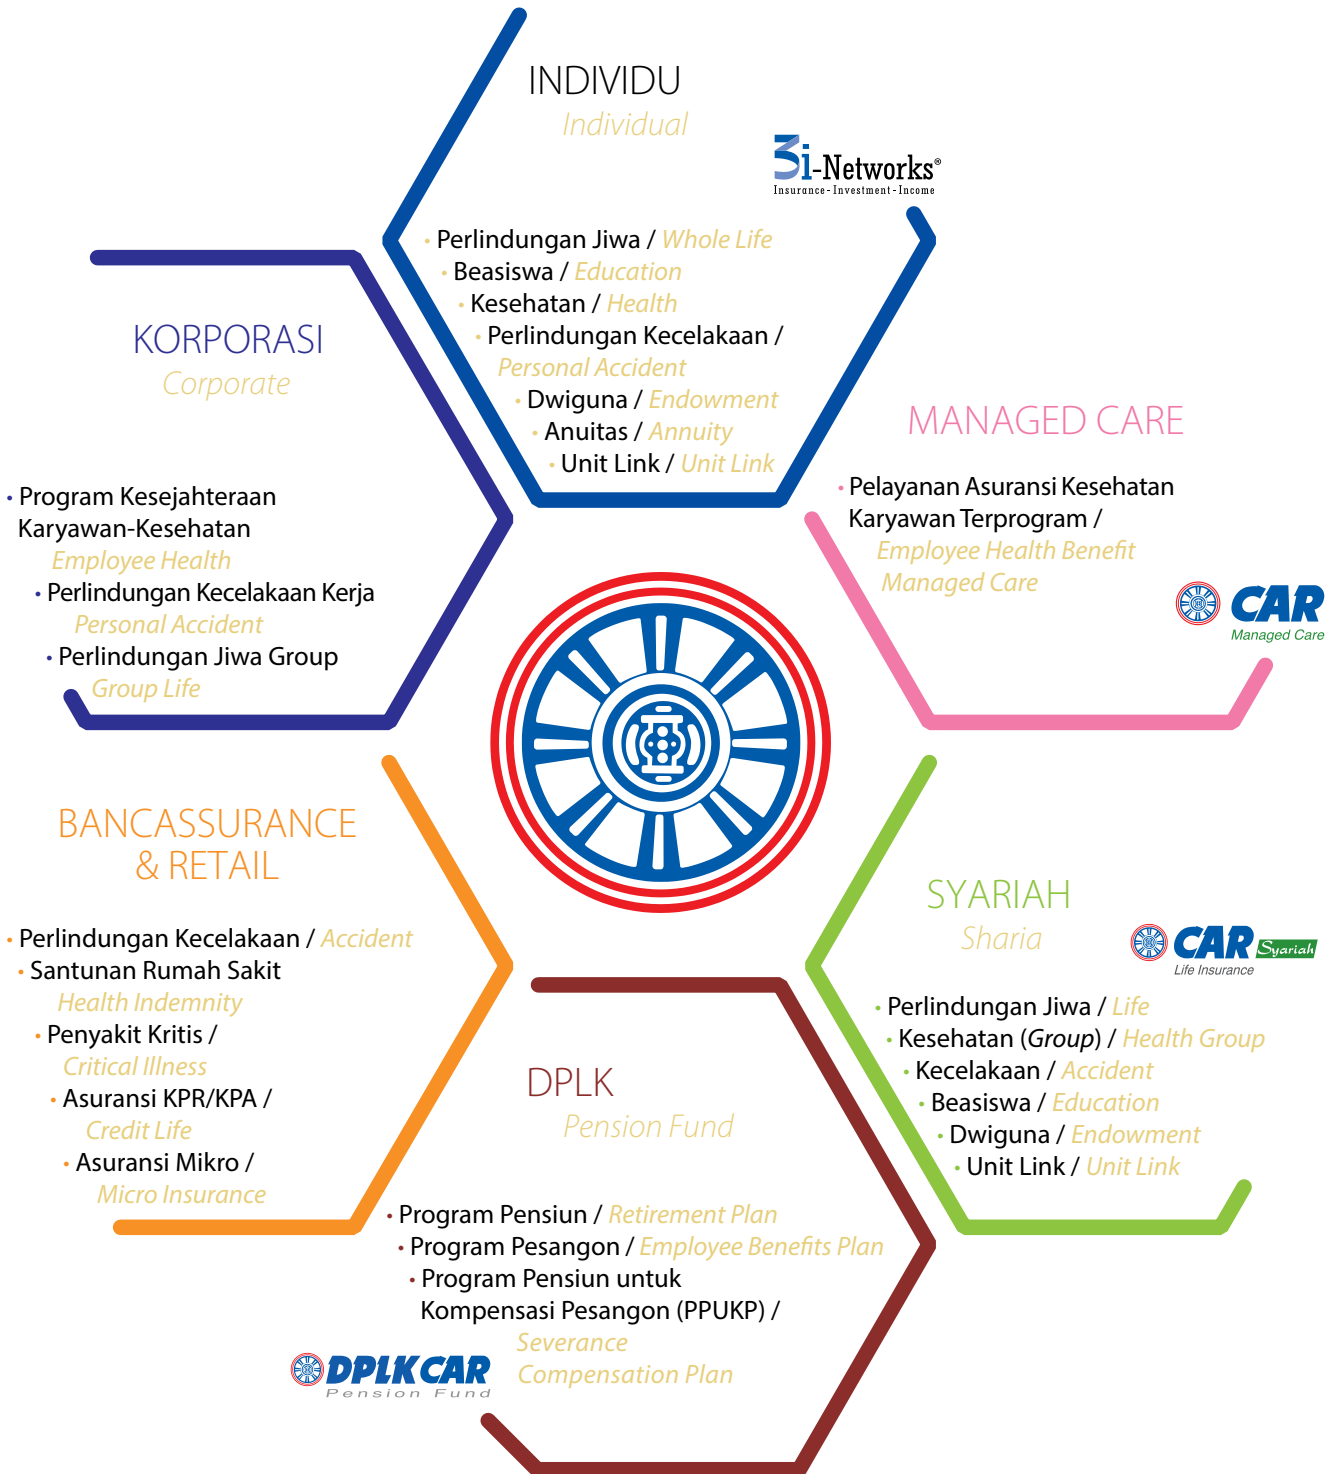 INDIVIDU
Individual
3i-Networks®
Insurance - Investment - Income
• Perlindungan Jiwa / Whole Life
• Beasiswa / Education
• Kesehatan / Health
• Perlindungan Kecelakaan /
Personal Accident
• Dwiguna / Endowment
• Anuitas / Annuity
• Unit Link / Unit Link
KORPORASI
Corporate
• Program Kesejahteraan
Karyawan-Kesehatan
Employee Health
• Perlindungan Kecelakaan Kerja
Personal Accident
• Perlindungan Jiwa Group
Group Life
MANAGED CARE
• Pelayanan Asuransi Kesehatan
Karyawan Terprogram /
Employee Health Benefit
Managed Care
CAR
Managed Care
BANCASSURANCE
& RETAIL
• Perlindungan Kecelakaan / Accident
• Santunan Rumah Sakit
Health Indemnity
• Penyakit Kritis /
Critical Illness
• Asuransi KPR/KPA /
Credit Life
• Asuransi Mikro /
Micro Insurance
SYARIAH
Sharia
CAR Syariah
Life Insurance
• Perlindungan Jiwa / Life
• Kesehatan (Group) / Health Group
• Kecelakaan / Accident
• Beasiswa / Education
• Dwiguna / Endowment
• Unit Link / Unit Link
DPLK
Pension Fund
• Program Pensiun / Retirement Plan
• Program Pesangon / Employee Benefits Plan
• Program Pensiun untuk
Kompensasi Pesangon (PPUKP) /
Severance
Compensation Plan
DPLK CAR
Pension Fund